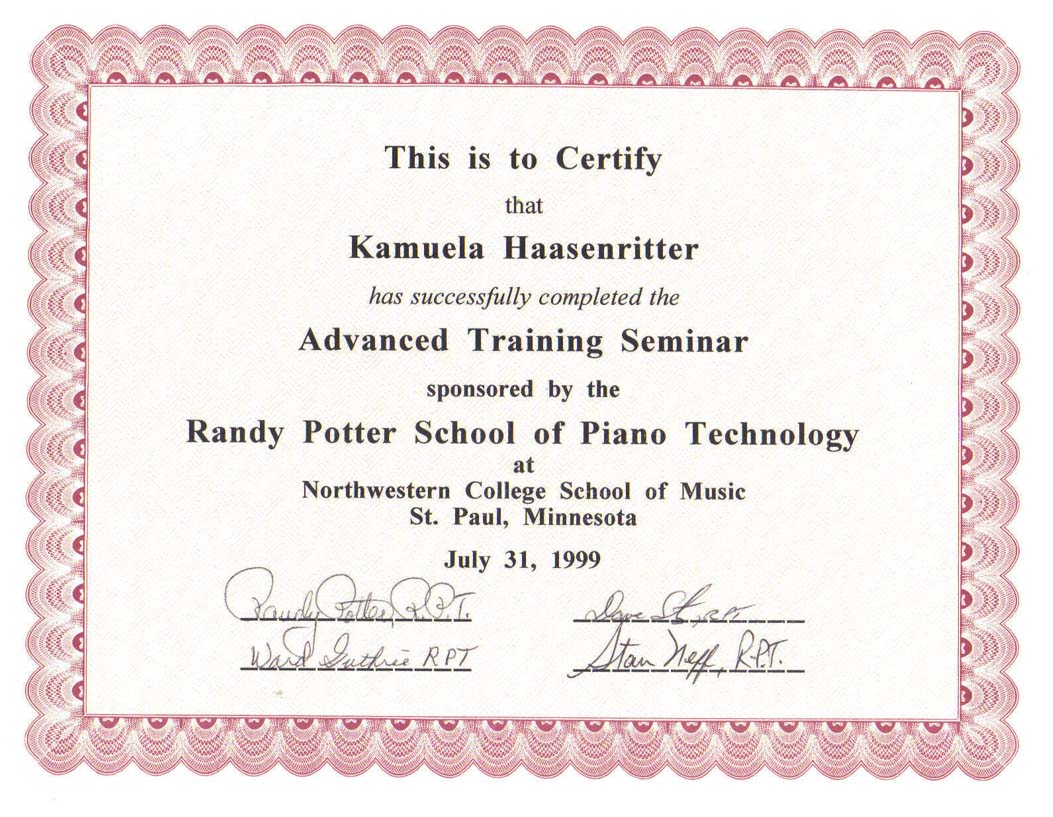 This is to Certify
that
Kamuela Haasenritter
has successfully completed the
Advanced Training Seminar
sponsored by the
Randy Potter School of Piano Technology
at
Northwestern College School of Music
St. Paul, Minnesota
July 31, 1999
Randy Potter, R.P.T.
Dave RPT
Ward Guthrie RPT
Stan Neff, R.P.T.